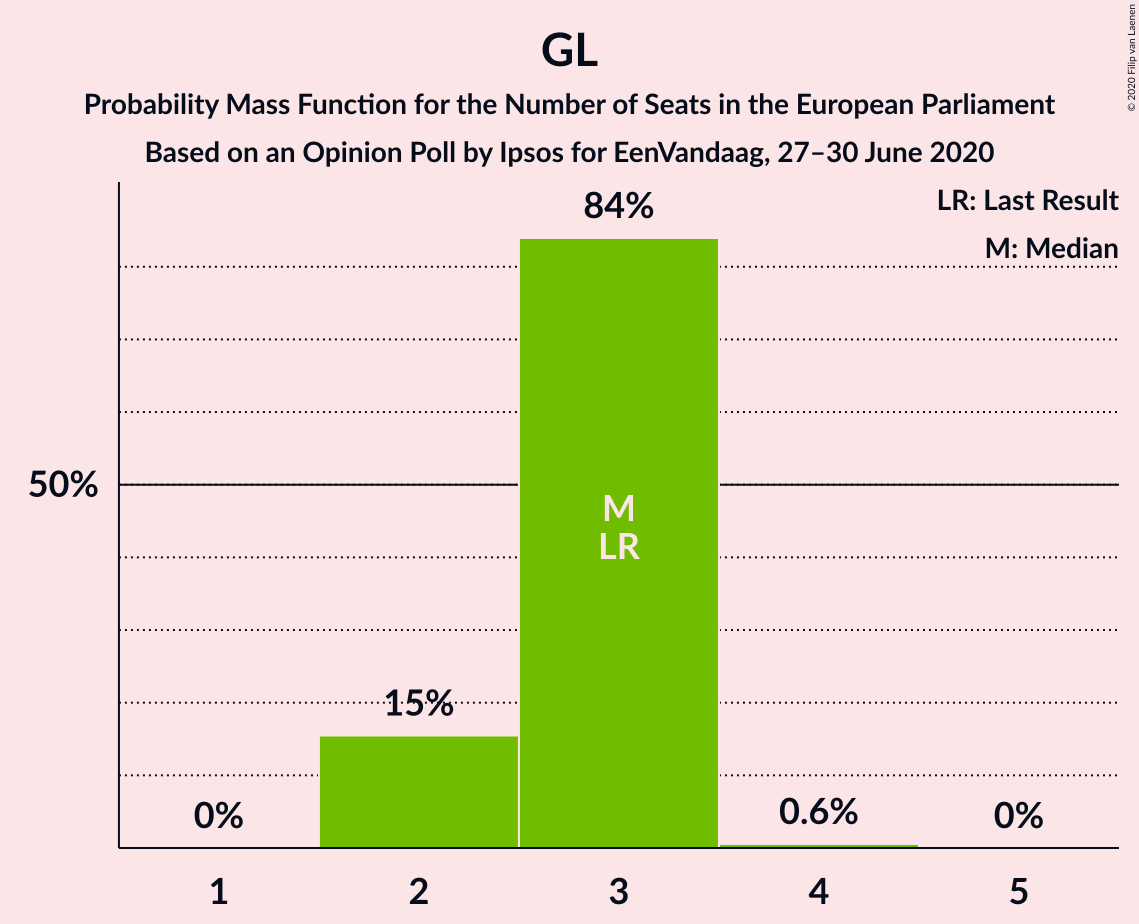 GL
Probability Mass Function for the Number of Seats in the European Parliament
Based on an Opinion Poll by Ipsos for EenVandaag, 27–30 June 2020
© 2020 Filip van Laenen
LR: Last Result
M: Median
84%
50%
M
LR
15%
0%
0.6%
0%
1
2
3
4
5